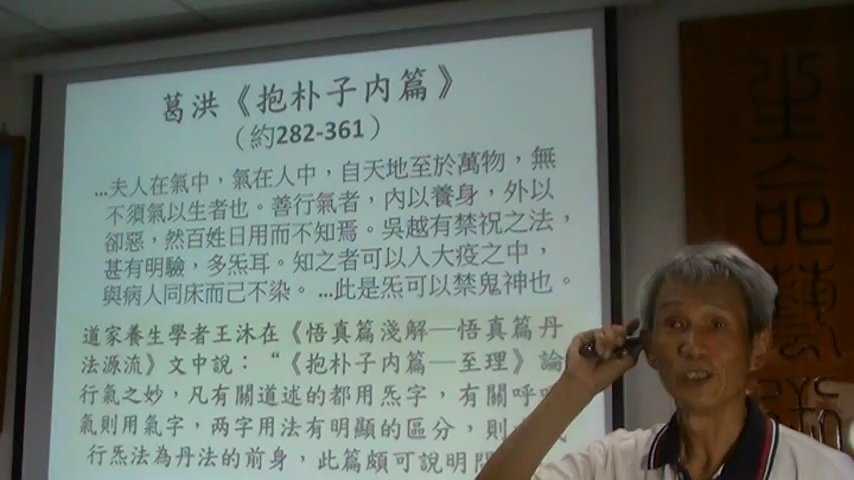 葛洪《抱朴子內篇》
(約282-361)
…夫人在氣中，氣在人中，自天地至於萬物，無
不須氣以生者也。善行氣者，內以養身，外以
卻惡，然百姓日用而不知焉。吳越有禁祝之法，
甚有明驗，多炁耳。知之者可以入大疫之中，
與病人同床而己不染。…此是炁可以禁鬼神也。
道家養生學者王沐在《悟真篇淺解—悟真篇丹
法源流》文中說：“《抱朴子內篇—至理》論
行氣之妙，凡有關道述的都用炁字，有關呼
氣則用氣字，两字用法有明顯的區分，則
行炁法為丹法的前身，此篇頗可說明
生命藝術